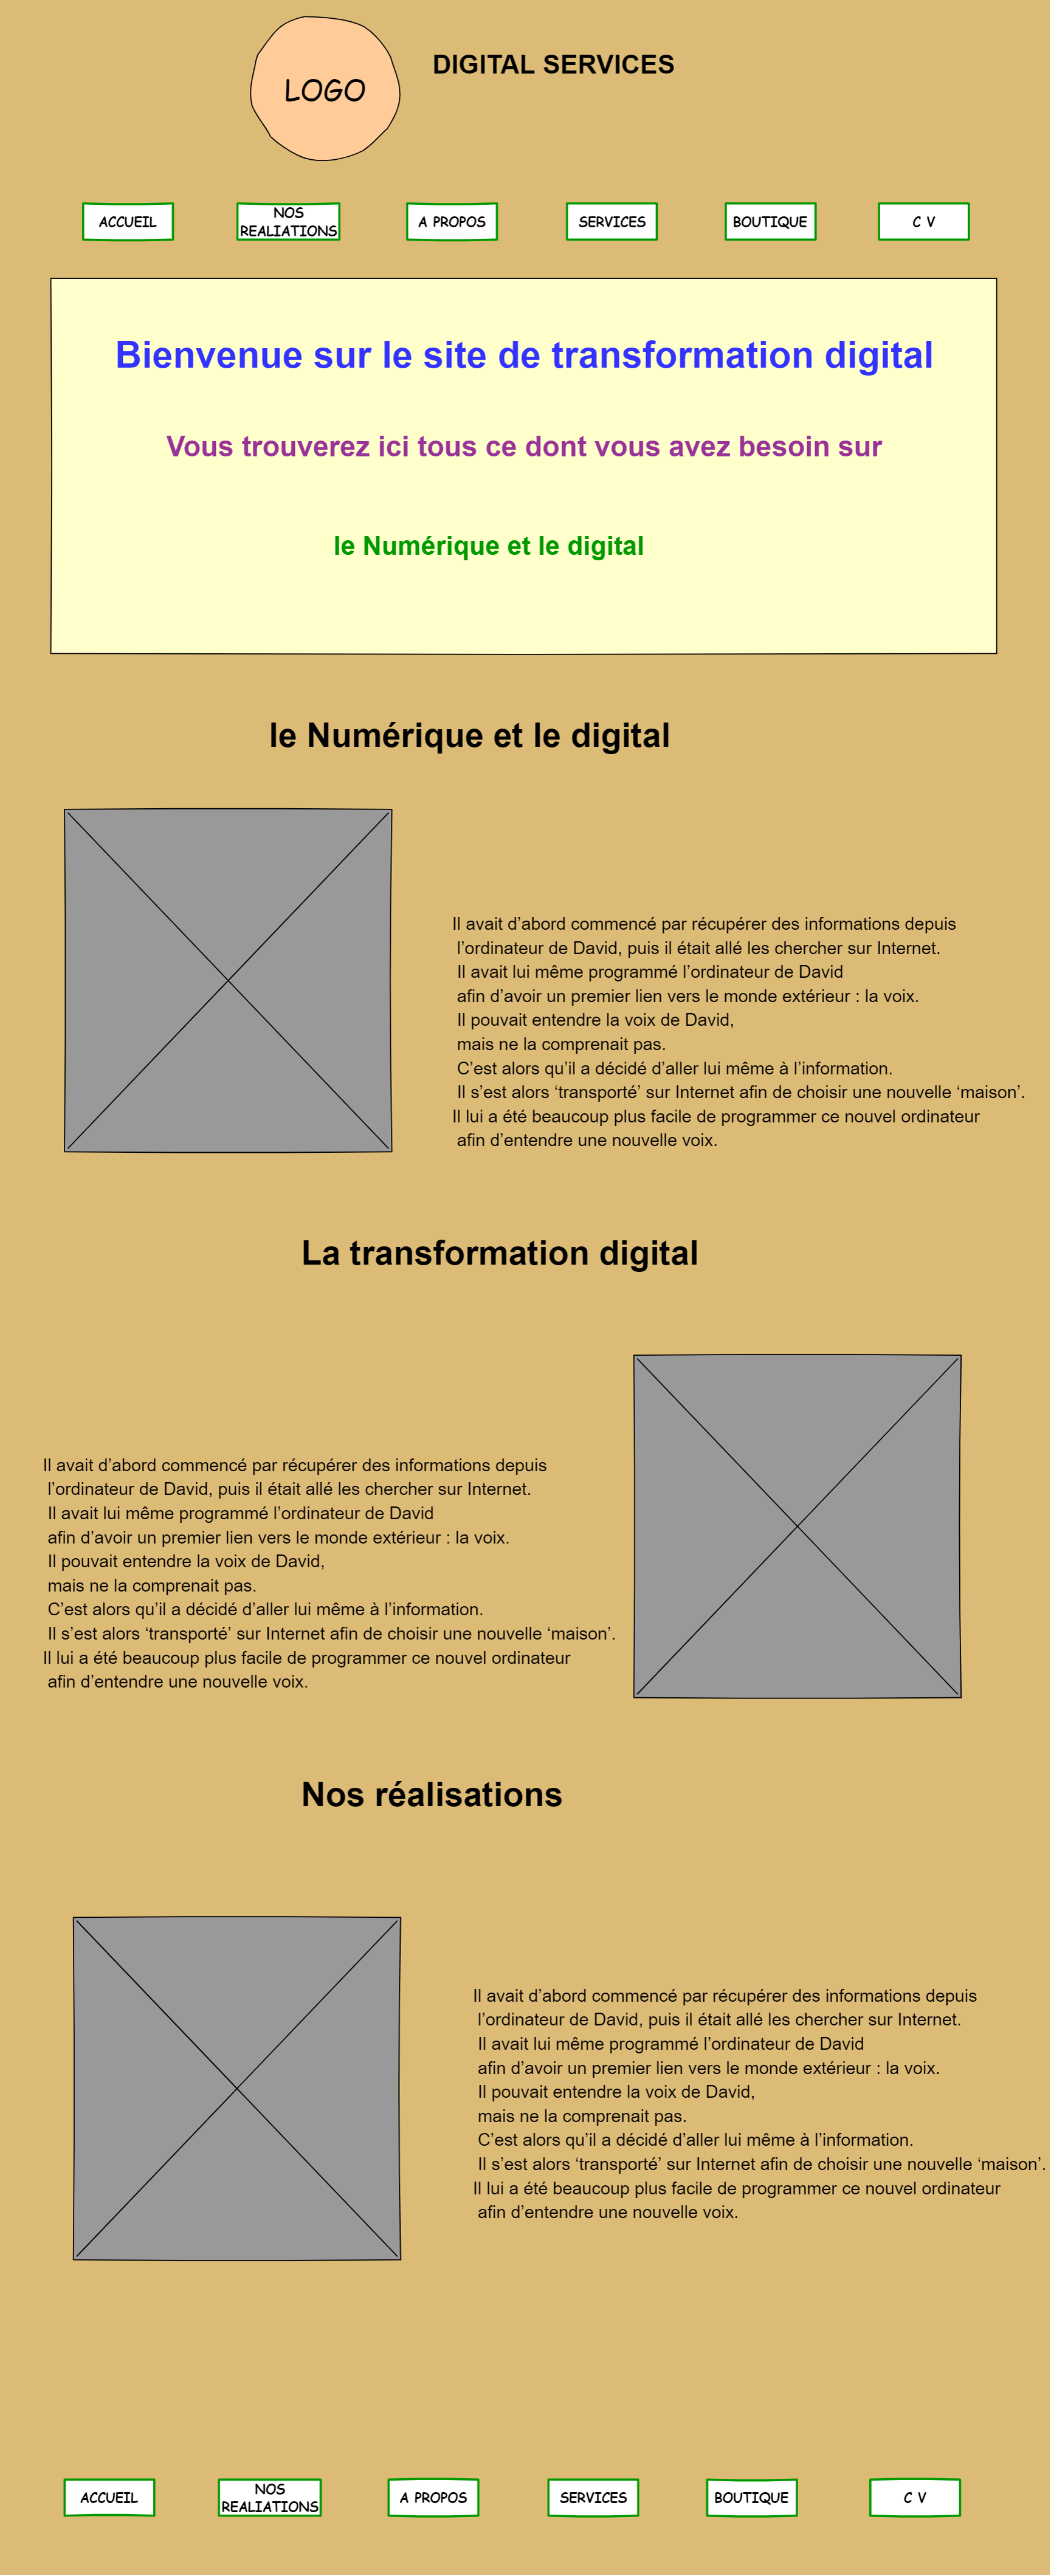 LOGO
DIGITAL SERVICES
ACCUEIL
NOS
REALIATIONS
A PROPOS
SERVICES
BOUTIQUE
C V
Bienvenue sur le site de transformation digital
Vous trouverez ici tous ce dont vous avez besoin sur
le Numérique et le digital
le Numérique et le digital
Il avait d’abord commencé par récupérer des informations depuis
l’ordinateur de David, puis il était allé les chercher sur Internet.
Il avait lui même programmé l’ordinateur de David
afin d’avoir un premier lien vers le monde extérieur : la voix.
Il pouvait entendre la voix de David,
mais ne la comprenait pas.
C’est alors qu’il a décidé d’aller lui même à l’information.
Il s’est alors ‘transporté’ sur Internet afin de choisir une nouvelle ‘maison’.
Il lui a été beaucoup plus facile de programmer ce nouvel ordinateur
afin d’entendre une nouvelle voix.
La transformation digital
Il avait d’abord commencé par récupérer des informations depuis
l’ordinateur de David, puis il était allé les chercher sur Internet.
Il avait lui même programmé l’ordinateur de David
afin d’avoir un premier lien vers le monde extérieur : la voix.
Il pouvait entendre la voix de David,
mais ne la comprenait pas.
C’est alors qu’il a décidé d’aller lui même à l’information.
Il s’est alors ‘transporté’ sur Internet afin de choisir une nouvelle ‘maison’.
Il lui a été beaucoup plus facile de programmer ce nouvel ordinateur
afin d’entendre une nouvelle voix.
Nos réalisations
Il avait d’abord commencé par récupérer des informations depuis
l’ordinateur de David, puis il était allé les chercher sur Internet.
Il avait lui même programmé l’ordinateur de David
afin d’avoir un premier lien vers le monde extérieur : la voix.
Il pouvait entendre la voix de David,
mais ne la comprenait pas.
C’est alors qu’il a décidé d’aller lui même à l’information.
Il s’est alors ‘transporté’ sur Internet afin de choisir une nouvelle ‘maison’.
Il lui a été beaucoup plus facile de programmer ce nouvel ordinateur
afin d’entendre une nouvelle voix.
ACCUEIL
NOS
REALIATIONS
A PROPOS
SERVICES
BOUTIQUE
C V